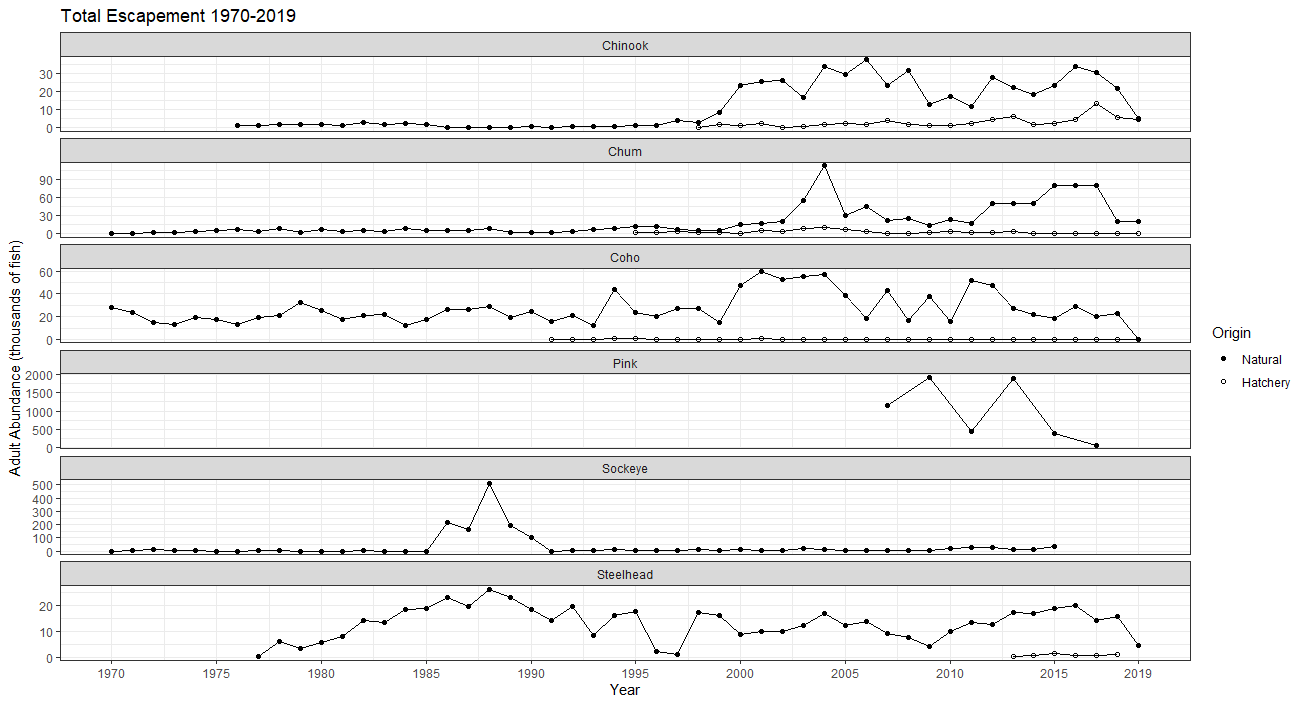 Total Escapement 1970-2019
Adult Abundance (thousands of fish)
Chinook
30
20
10
0
Chum
90
60
30
0
Coho
60
40
20
0
Pink
2000
1500
1000
500
0
Sockeye
500
400
300
200
100
0
Steelhead
20
10
0
1970 1975 1980 1985 1990 1995 2000 2005 2010 2015 2019
Year
Origin
Natural
Hatchery